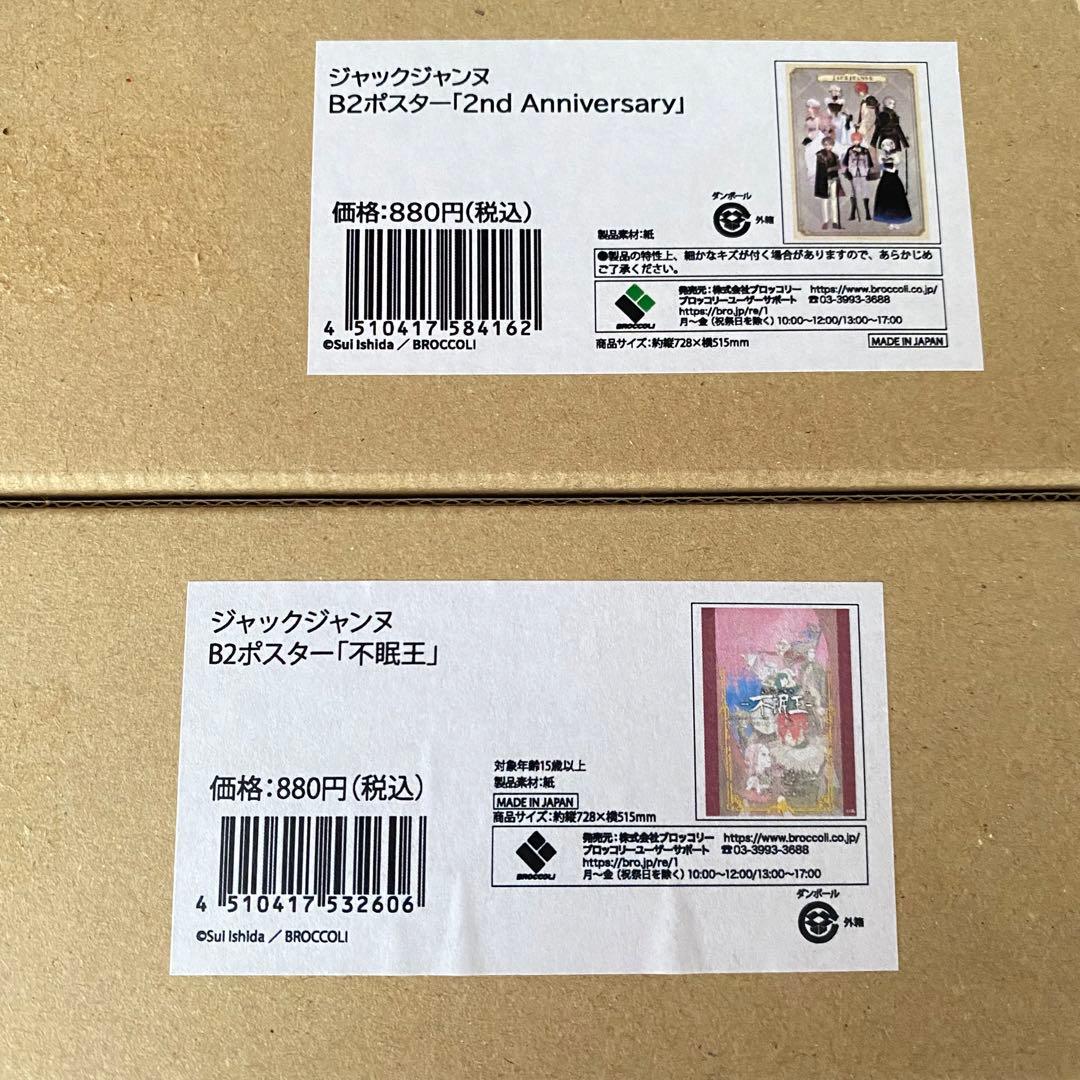 ジャックジャンヌ
B2ポスター「2nd Anniversary」
価格:880円(税込)
4 510417 584162
©Sui Ishida / BROCCOLI
ダンボール
外箱
製品素材:紙
●製品の特性上、細かなキズが付く場合がありますので、あらかじめ
ご了承ください。
BROCCOLI
発売元:株式会社ブロッコリー https://www.broccoli.co.jp/
ブロッコリーユーザーサポート ☎03-3993-3688
https://bro.jp/re/1
月～金(祝祭日を除く)10:00～12:00/13:00～17:00
商品サイズ:約縦728×横515mm
MADE IN JAPAN
ジャックジャンヌ
B2ポスター「不眠王」
価格:880円(税込)
4 510417 532606
©Sui Ishida / BROCCOLI
不眠王
対象年齢15歳以上
製品素材:紙
MADE IN JAPAN
商品サイズ:約縦728×横515mm
BROCCOLI
発売元:株式会社ブロッコリー https://www.broccoli.co.jp/
ブロッコリーユーザーサポート ☎03-3993-3688
https://bro.jp/re/1
月～金(祝祭日を除く)10:00～12:00/13:00～17:00
ダンボール
外箱